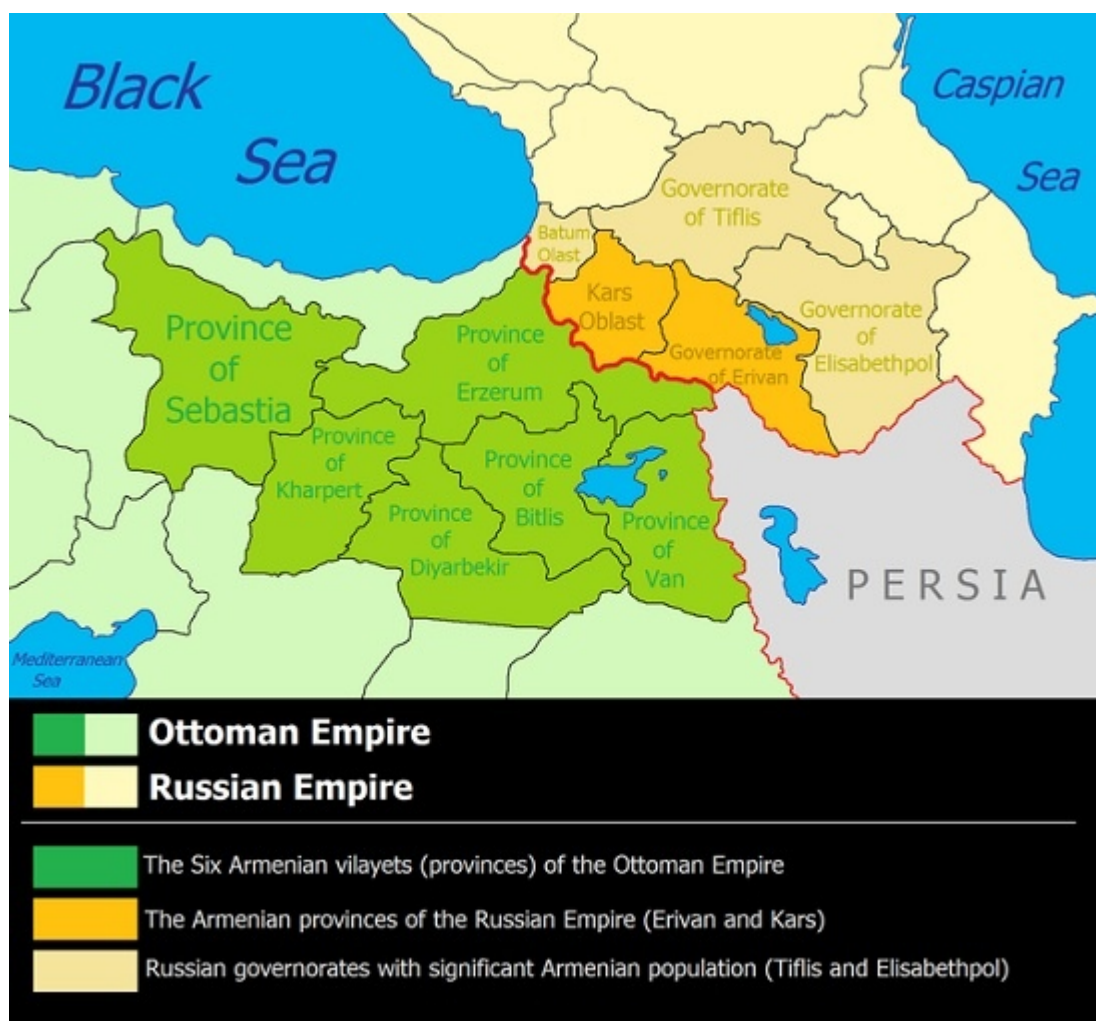 Black
Sea
Caspian
Sea
Governorate
of Tiflis
Batum
Olast
Kars
Oblast
Governorate
of Erivan
Governorate
of
Elisabethpol
Province
of
Sebastia
Province
of
Erzerum
Province
of
Kharpert
Province
of
Bitlis
Province
of
Diyarbekir
Province
of
Van
PERSIA
Mediterranean
Sea
Ottoman Empire
Russian Empire
The Six Armenian vilayets (provinces) of the Ottoman Empire
The Armenian provinces of the Russian Empire (Erivan and Kars)
Russian governorates with significant Armenian population (Tiflis and Elisabethpol)